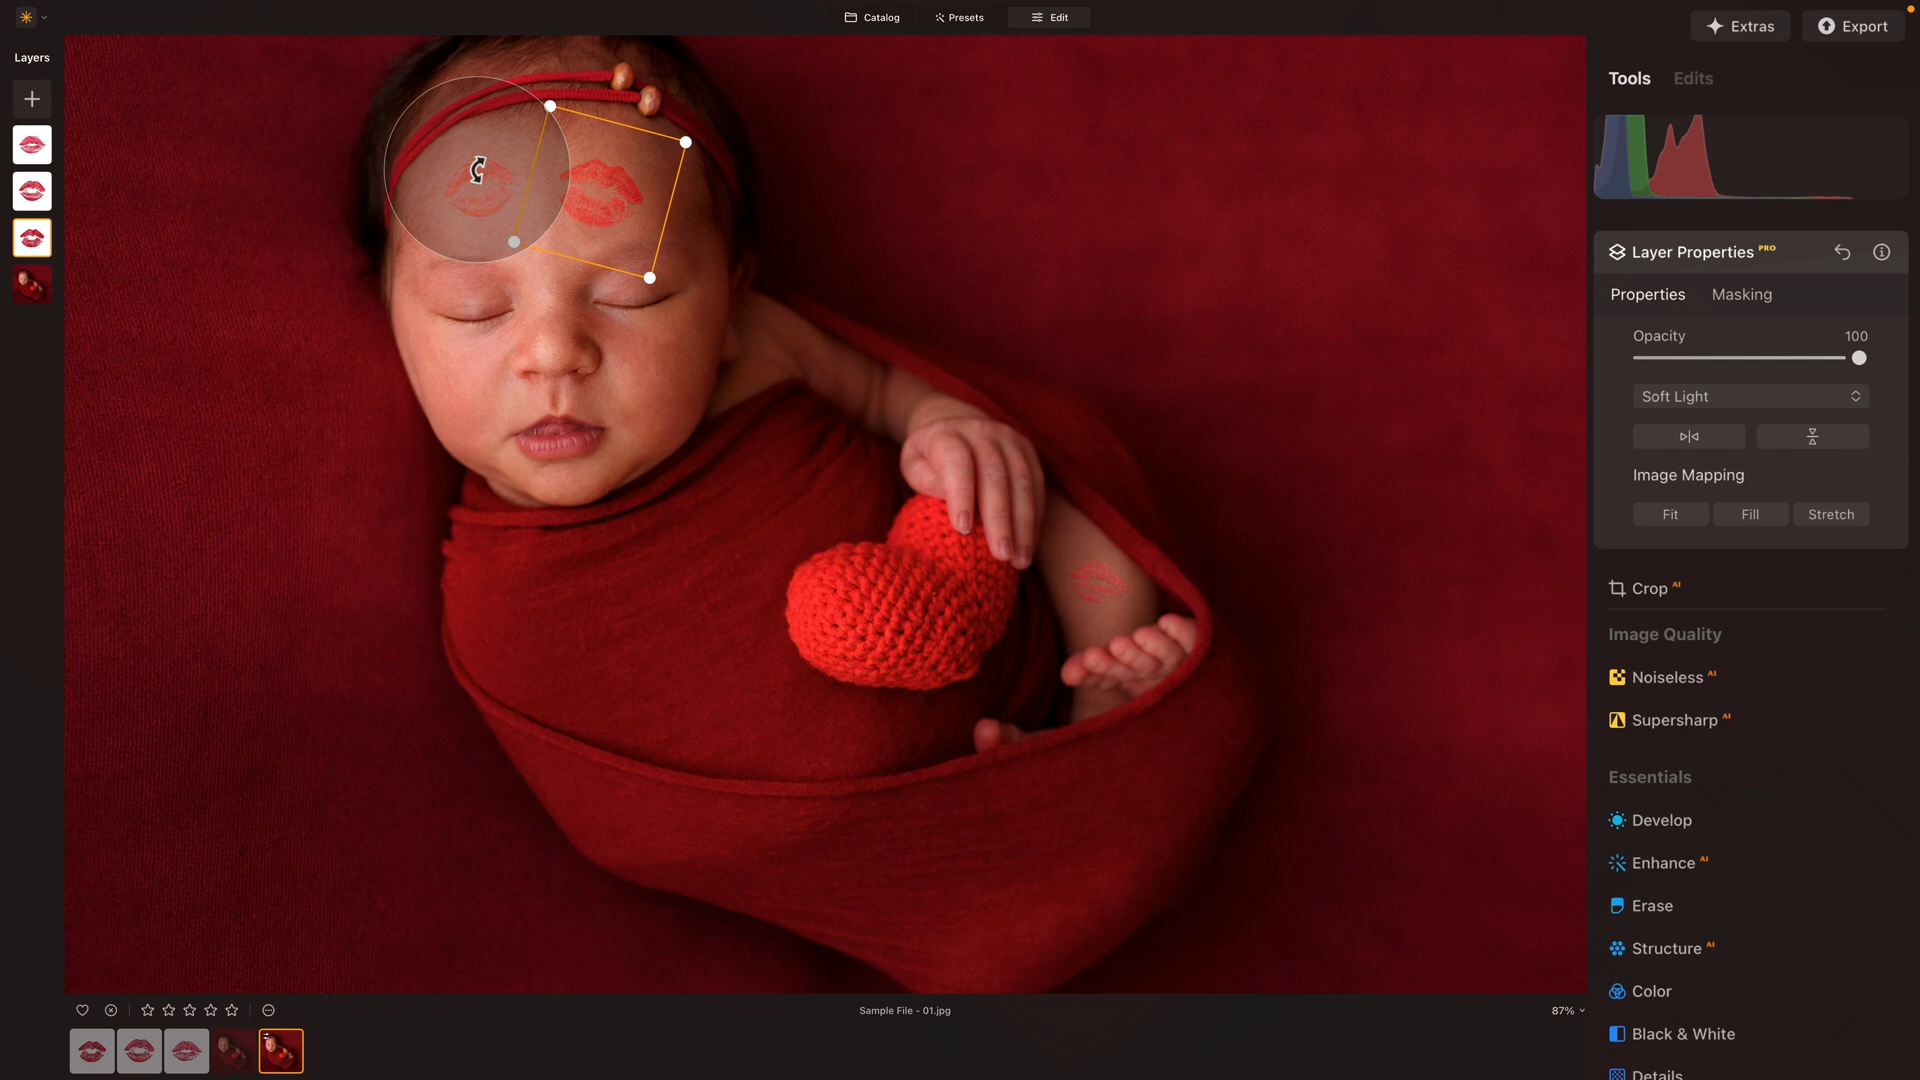 Catalog
Presets
Edit
Extras
Export
Layers
Tools
Edits
Layer Properties PRO
Properties
Masking
Opacity
100
Soft Light
Image Mapping
Fit
Fill
Stretch
Crop AI
Image Quality
Noiseless AI
Supersharp AI
Essentials
Develop
Enhance AI
Erase
Structure AI
Color
Black & White
Details
Sample File - 01.jpg
87%